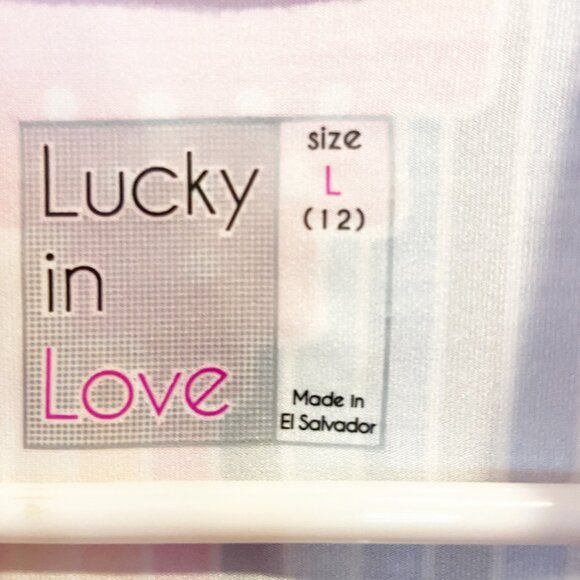 Lucky
in
Love
size
L
(12)
Made in
El Salvador